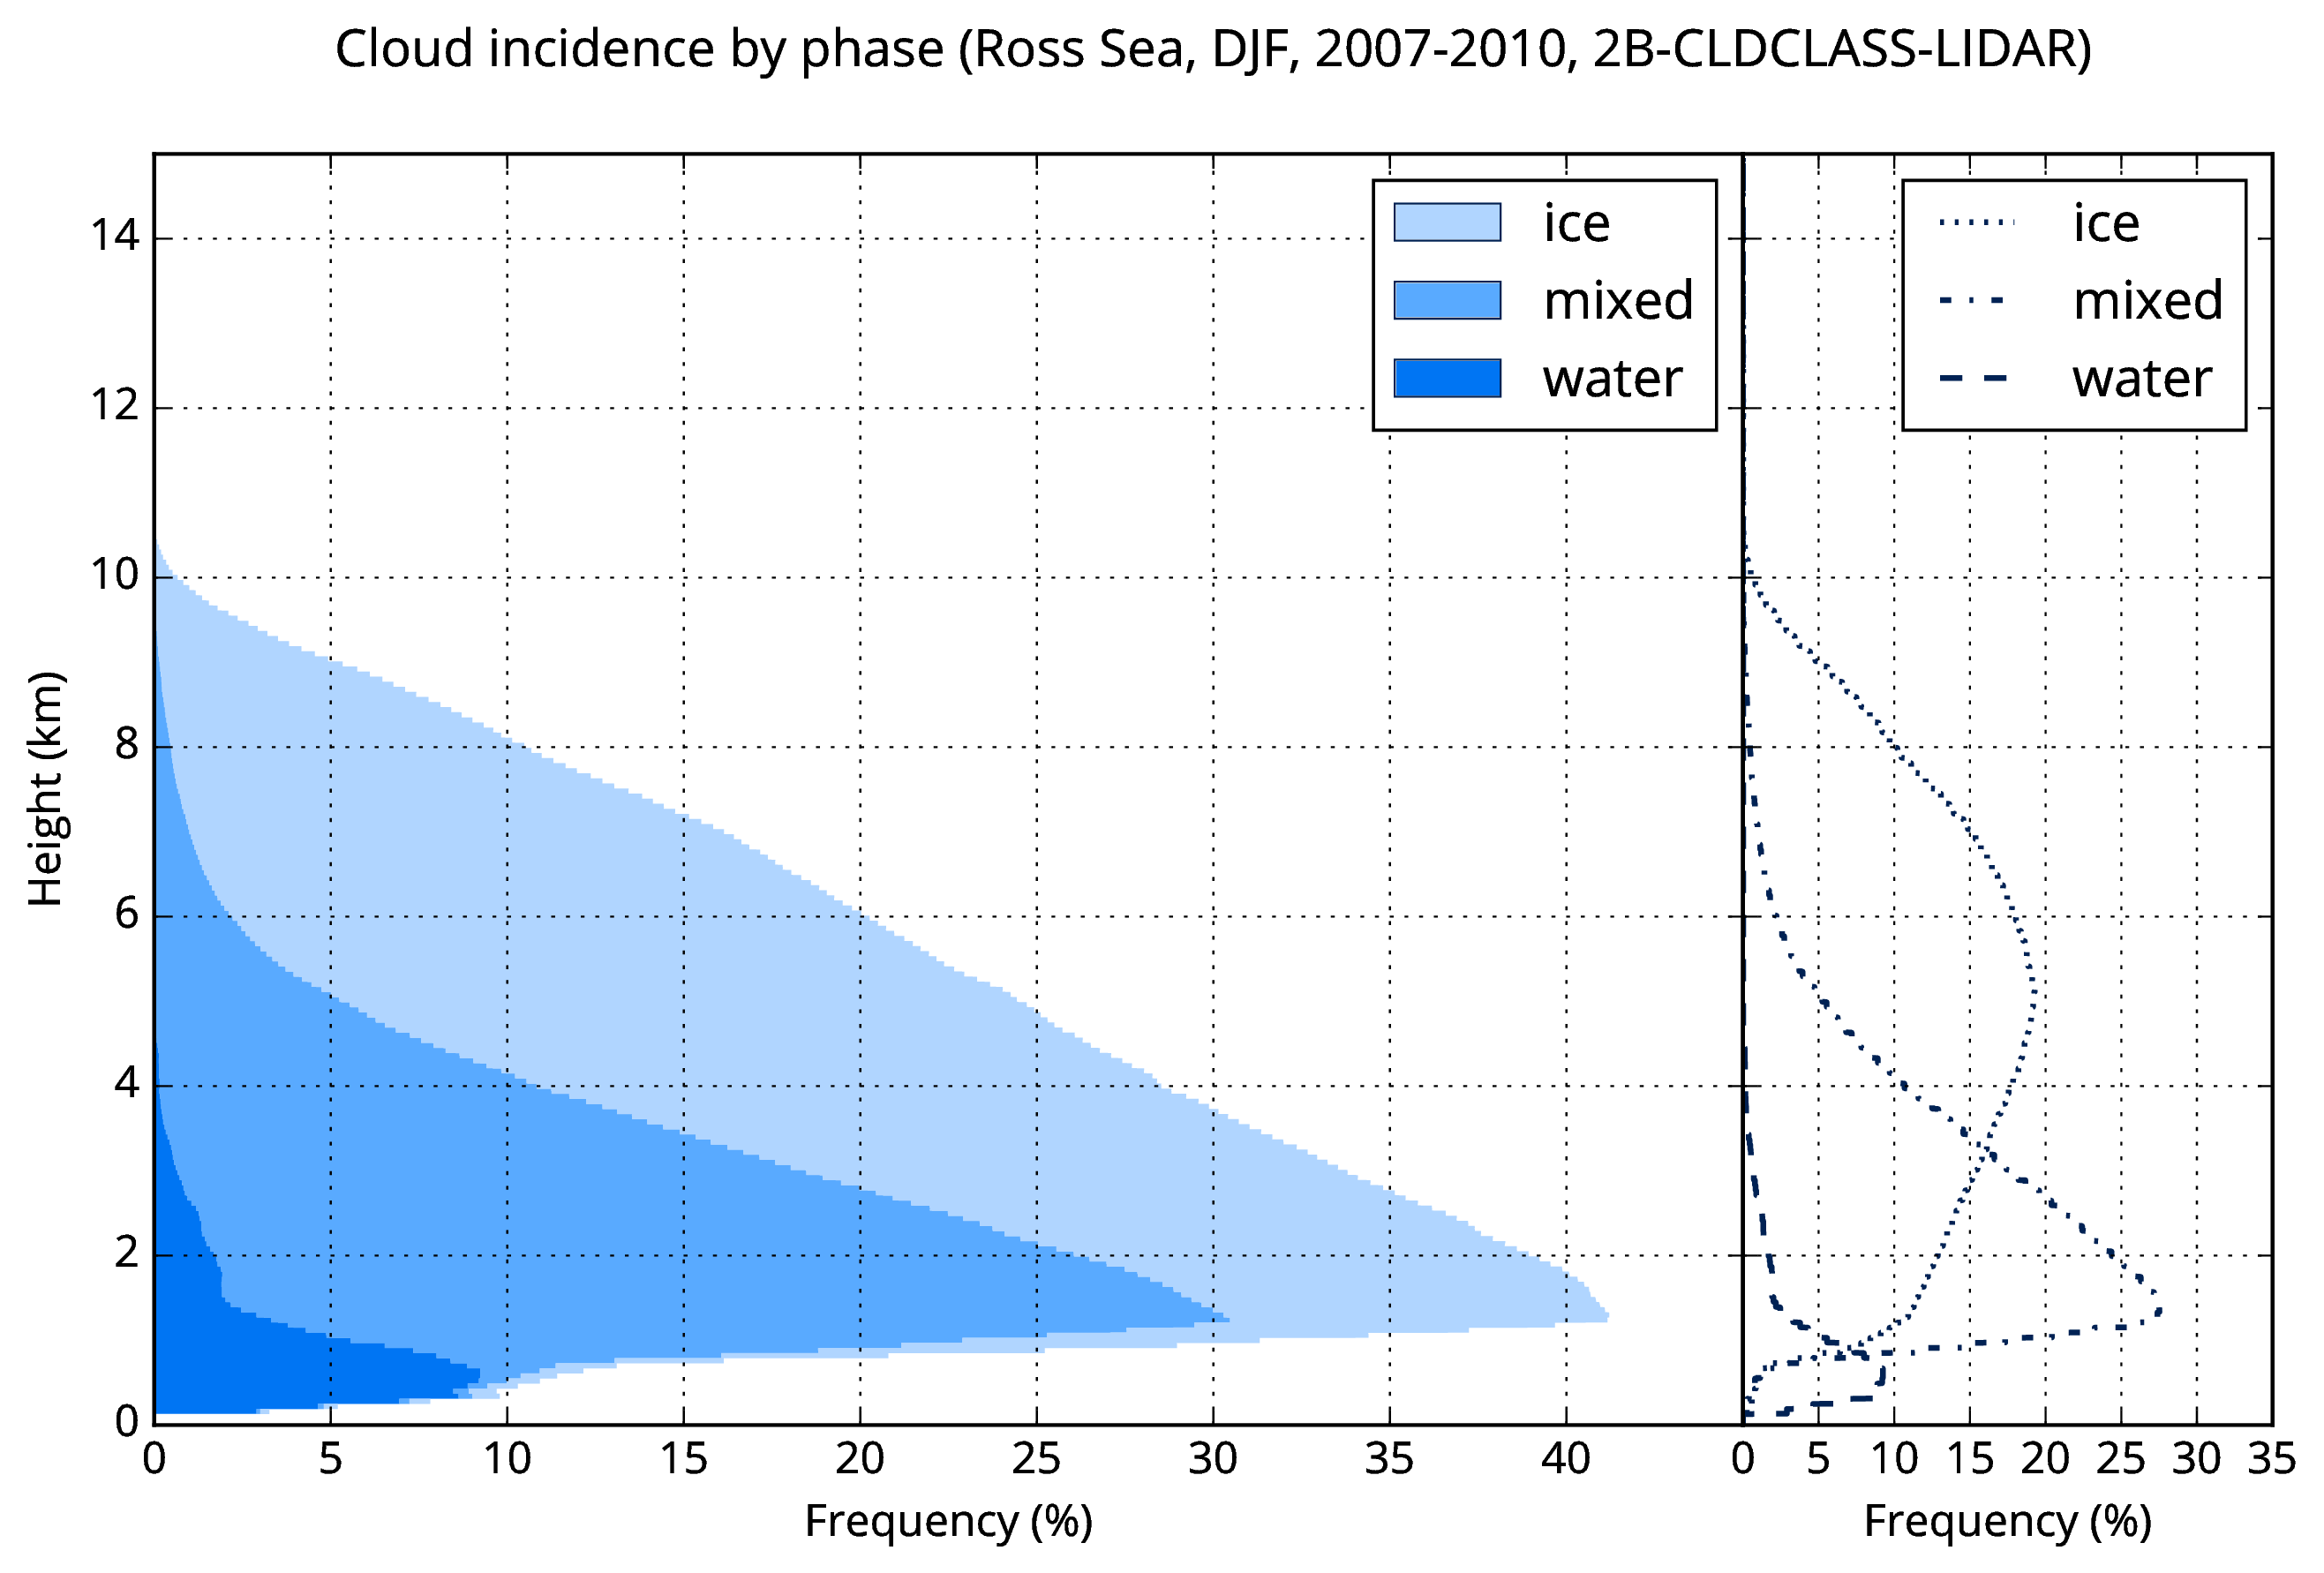 Cloud incidence by phase (Ross Sea, DJF, 2007-2010, 2B-CLDCLASS-LIDAR)
Height (km)
14
12
10
8
6
4
2
0
ice
mixed
water
ice
mixed
water
0 5 10 15 20 25 30 35 40
0 5 10 15 20 25 30 35
Frequency (%)
Frequency (%)